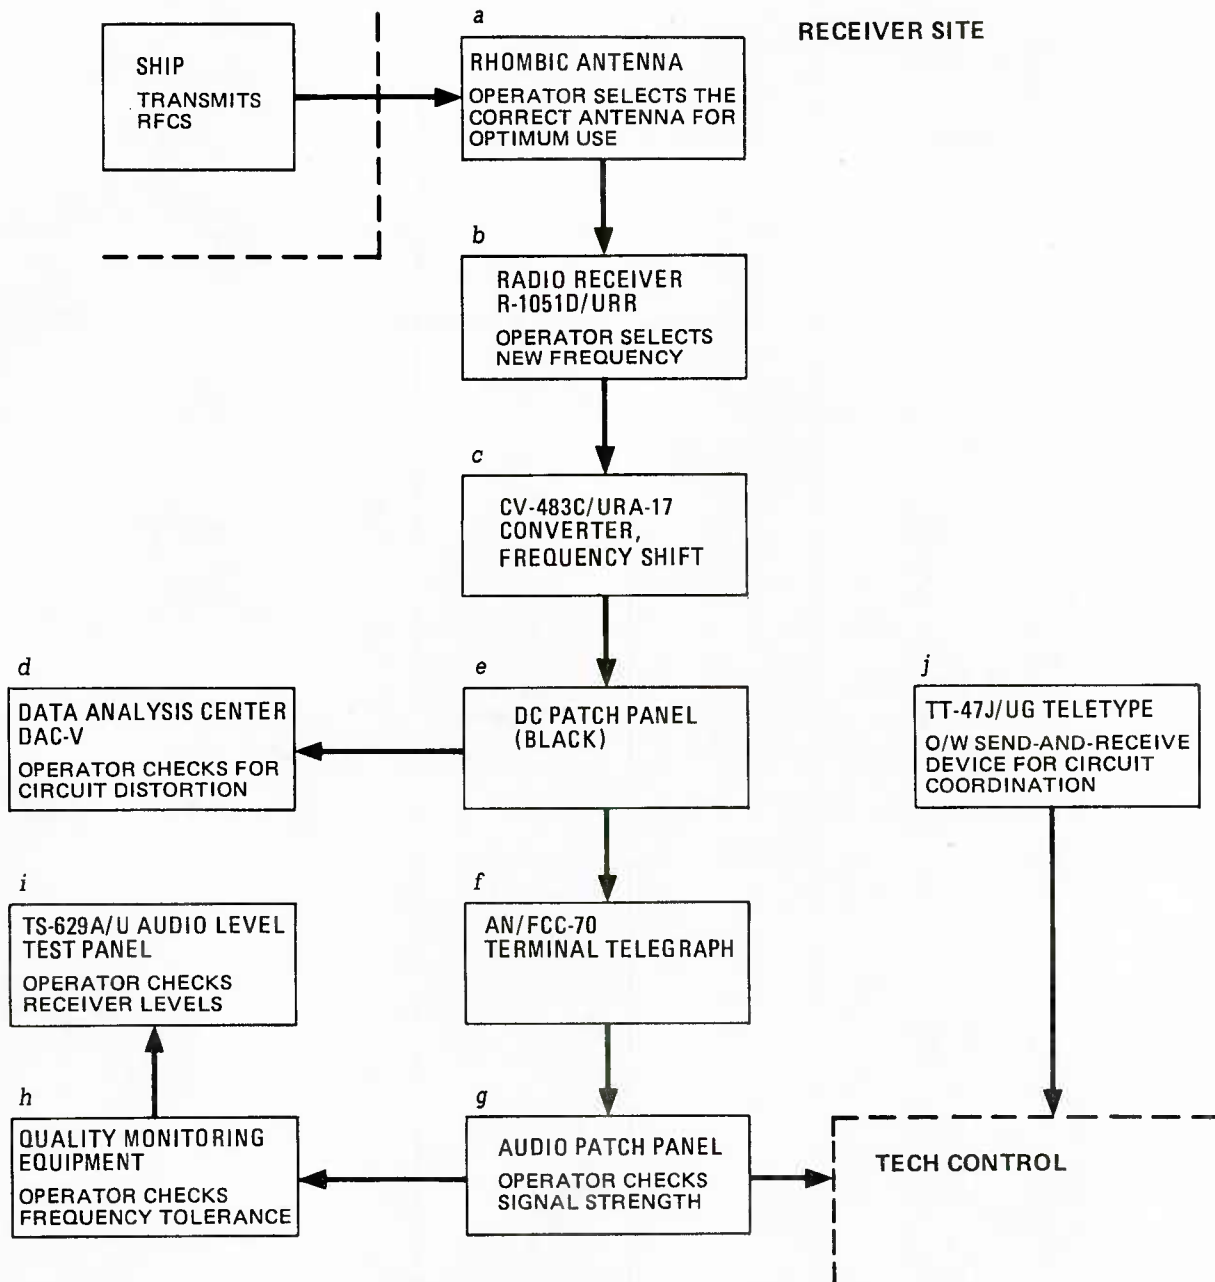 RECEIVER SITE
SHIP
TRANSMITS
RFCS
a
RHOMBIC ANTENNA
OPERATOR SELECTS THE
CORRECT ANTENNA FOR
OPTIMUM USE
b
RADIO RECEIVER
R-1051D/URR
OPERATOR SELECTS
NEW FREQUENCY
c
CV-483C/URA-17
CONVERTER,
FREQUENCY SHIFT
d
DATA ANALYSIS CENTER
DAC-V
OPERATOR CHECKS FOR
CIRCUIT DISTORTION
e
DC PATCH PANEL
(BLACK)
j
TT-47J/UG TELETYPE
O/W SEND-AND-RECEIVE
DEVICE FOR CIRCUIT
COORDINATION
i
TS-629A/U AUDIO LEVEL
TEST PANEL
OPERATOR CHECKS
RECEIVER LEVELS
f
AN/FCC-70
TERMINAL TELEGRAPH
h
QUALITY MONITORING
EQUIPMENT
OPERATOR CHECKS
FREQUENCY TOLERANCE
g
AUDIO PATCH PANEL
OPERATOR CHECKS
SIGNAL STRENGTH
TECH CONTROL